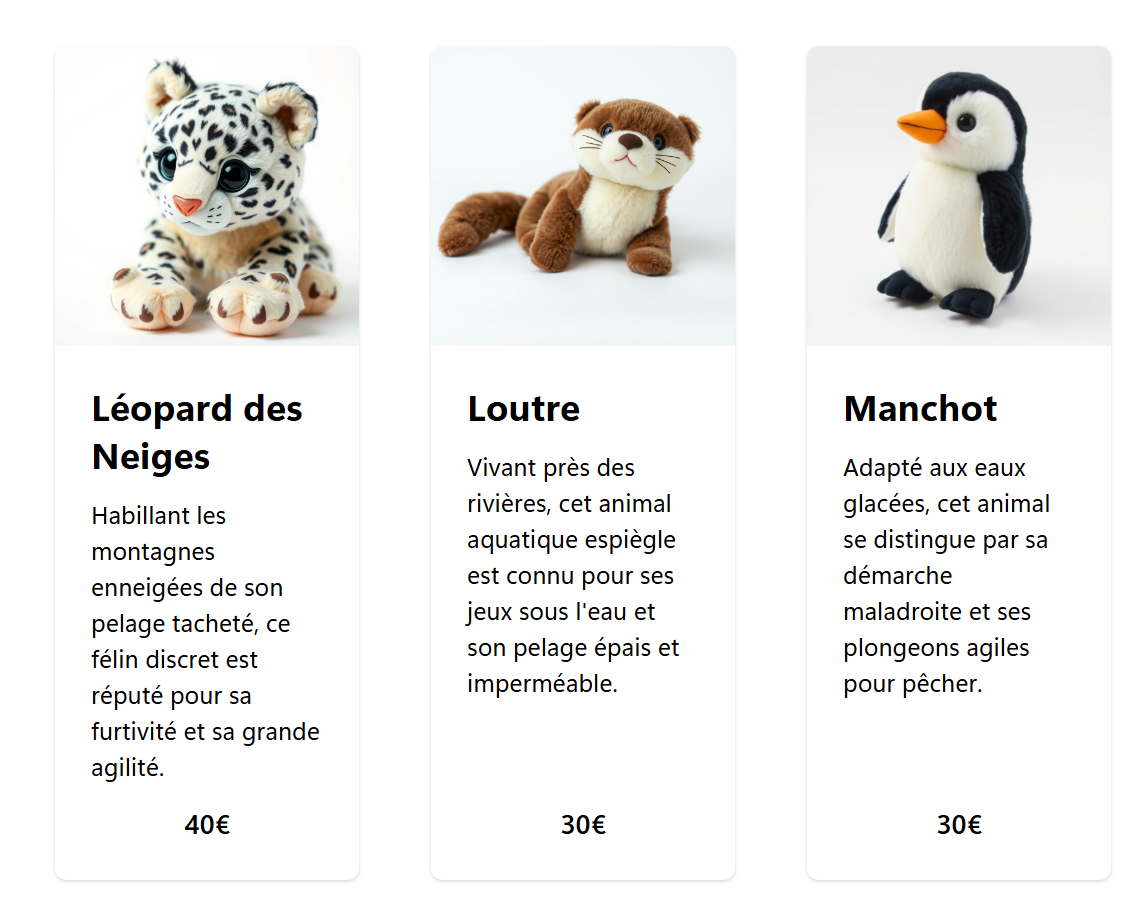 Léopard des
Neiges
Habillant les
montagnes
enneigées de son
pelage tacheté, ce
félin discret est
réputé pour sa
furtivité et sa grande
agilité.
40€
Loutre
Vivant près des
rivières, cet animal
aquatique espiègle
est connu pour ses
jeux sous l'eau et
son pelage épais et
imperméable.
30€
Manchot
Adapté aux eaux
glacées, cet animal
se distingue par sa
démarche
maladroite et ses
plongeons agiles
pour pêcher.
30€